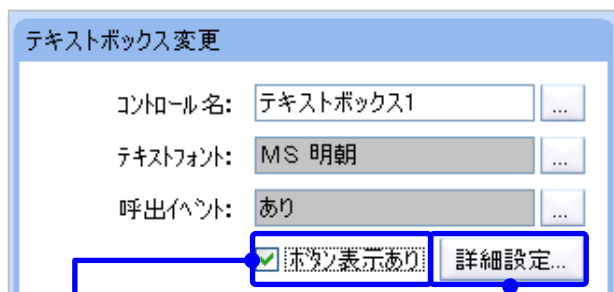 テキストボックス変更
コントロール名: テキストボックス1 ...
テキストフォント: MS 明朝 ...
呼出イベント: あり ...
ボタン表示あり 詳細設定...